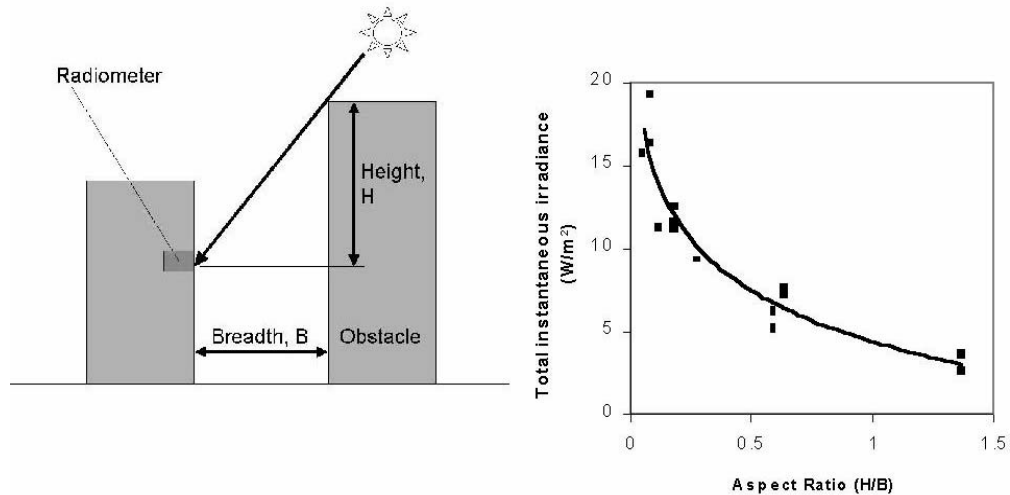 Radiometer
Height,
H
Breadth, B
Obstacle
Total instantaneous irradiance
(W/m²)
20
15
10
5
0
0
0.5
1
1.5
Aspect Ratio (H/B)